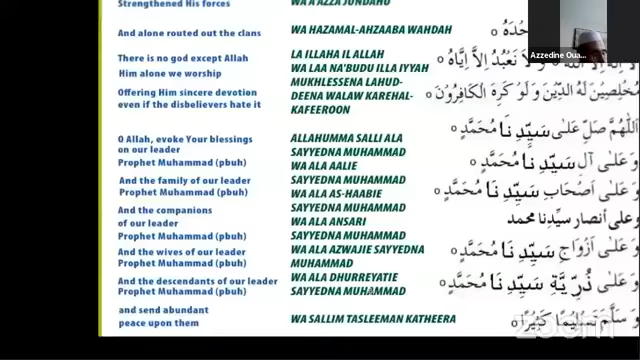 Strengthened His forces
And alone routed out the clans
There is no god except Allah
Him alone we worship
Offering Him sincere devotion
even if the disbelievers hate it
O Allah, evoke Your blessings
on our leader
Prophet Muhammad (pbuh)
And the family of our leader
Prophet Muhammad (pbuh)
And the companions
of our leader
Prophet Muhammad (pbuh)
And the wives of our leader
Prophet Muhammad (pbuh)
And the descendants of our leader
Prophet Muhammad (pbuh)
and send abundant
peace upon them
WA A'AZZA JUNDAHU
WA HAZAMAL-AHZAABA WAHDAH
LA ILLAHA IL ALLAH
WA LAA NA'BUDU ILLA IYYAH
MUKHLESSENA LAHUD-
DEENA WALAW KAREHAL-
KAFEEROON
ALLAHUMMA SALLI ALA
SAYYEDNA MUHAMMAD
WA ALA AALIE
SAYYEDNA MUHAMMAD
WA ALA AS-HAABIE
SAYYEDNA MUHAMMAD
WA ALA ANSARI
SAYYEDNA MUHAMMAD
WA ALA AZWAJIE SAYYEDNA
MUHAMMAD
WA ALA DHURREYATIE
SAYYEDNA MUHAMMAD
WA SALLIM TASLEEMAN KATHEERA
وَلَا نَعْبُدُ اِلَّا اِيَّاهُ
مُخْلِصِيْنَ لَهُ الدِّيْنَ وَلَوْ كَرِهَ الْكَافِرُوْنَ
اَللّٰهُمَّ صَلِّ عَلٰى سَيِّدِنَا مُحَمَّدٍ
وَ عَلٰى آلِ سَيِّدِنَا مُحَمَّدٍ
وَ عَلٰى اَصْحَابِ سَيِّدِنَا مُحَمَّدٍ
وعلى أنصار سيِّدِنا محمد
وَ عَلٰى اَزْوَاجِ سَيِّدِنَا مُحَمَّدٍ
وَ عَلٰى ذُرِّيَّةِ سَيِّدِنَا مُحَمَّدٍ
وَ سَلَّمَ تَسْلِيْمًا كَثِيْرًا
Azzedine Oua...
zoom